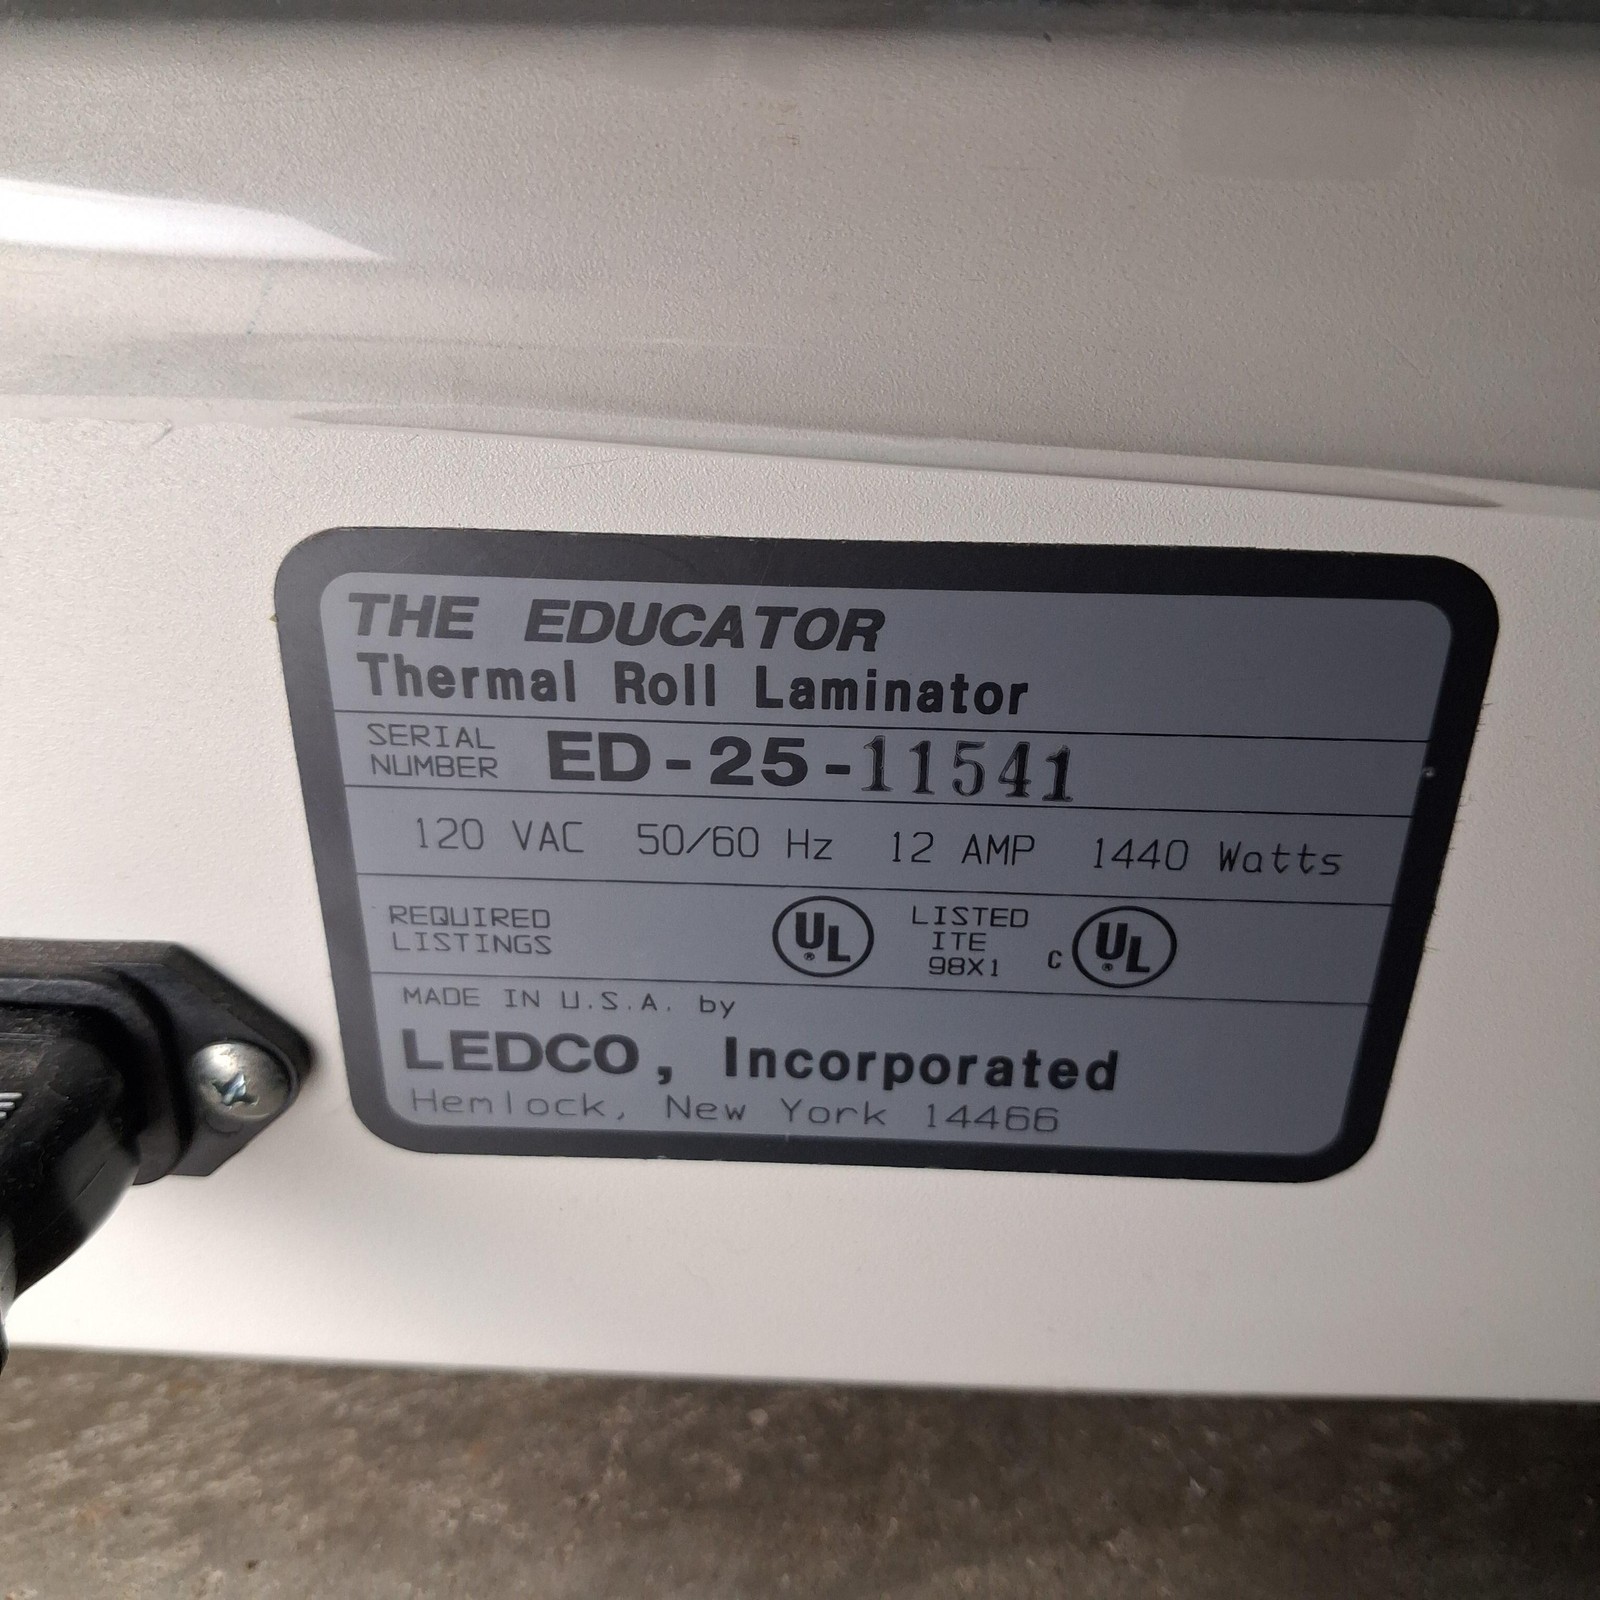 THE EDUCATOR
Thermal Roll Laminator
SERIAL NUMBER ED-25-11541
120 VAC 50/60 Hz 12 AMP 1440 Watts
REQUIRED LISTINGS
UL ®
LISTED
ITE
98X1
C UL ®
MADE IN U.S.A. by
LEDCO, Incorporated
Hemlock, New York 14466